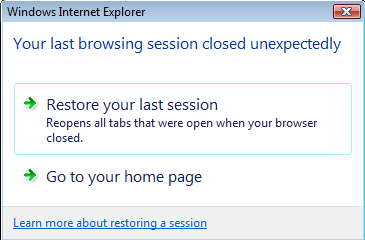 Windows Internet Explorer
Your last browsing session closed unexpectedly
Restore your last session
Reopens all tabs that were open when your browser
closed.
Go to your home page
Learn more about restoring a session